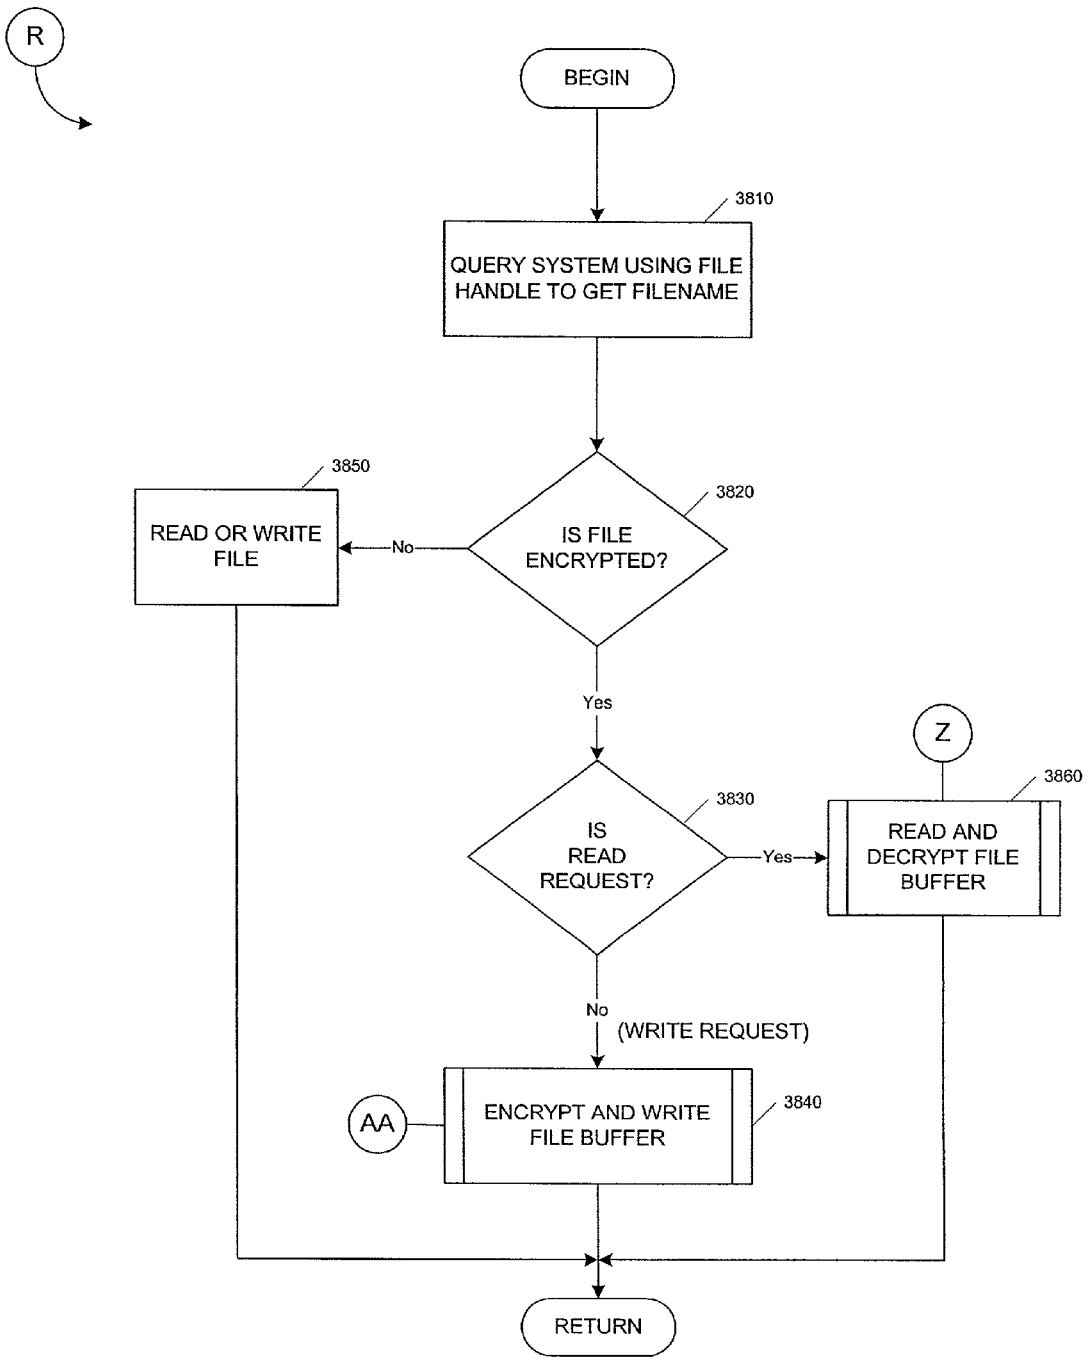 R
BEGIN
3810
QUERY SYSTEM USING FILE
HANDLE TO GET FILENAME
3850
READ OR WRITE
FILE
No
3820
IS FILE
ENCRYPTED?
Yes
Z
3830
IS
READ
REQUEST?
Yes
3860
READ AND
DECRYPT FILE
BUFFER
No
(WRITE REQUEST)
AA
ENCRYPT AND WRITE
FILE BUFFER
3840
RETURN